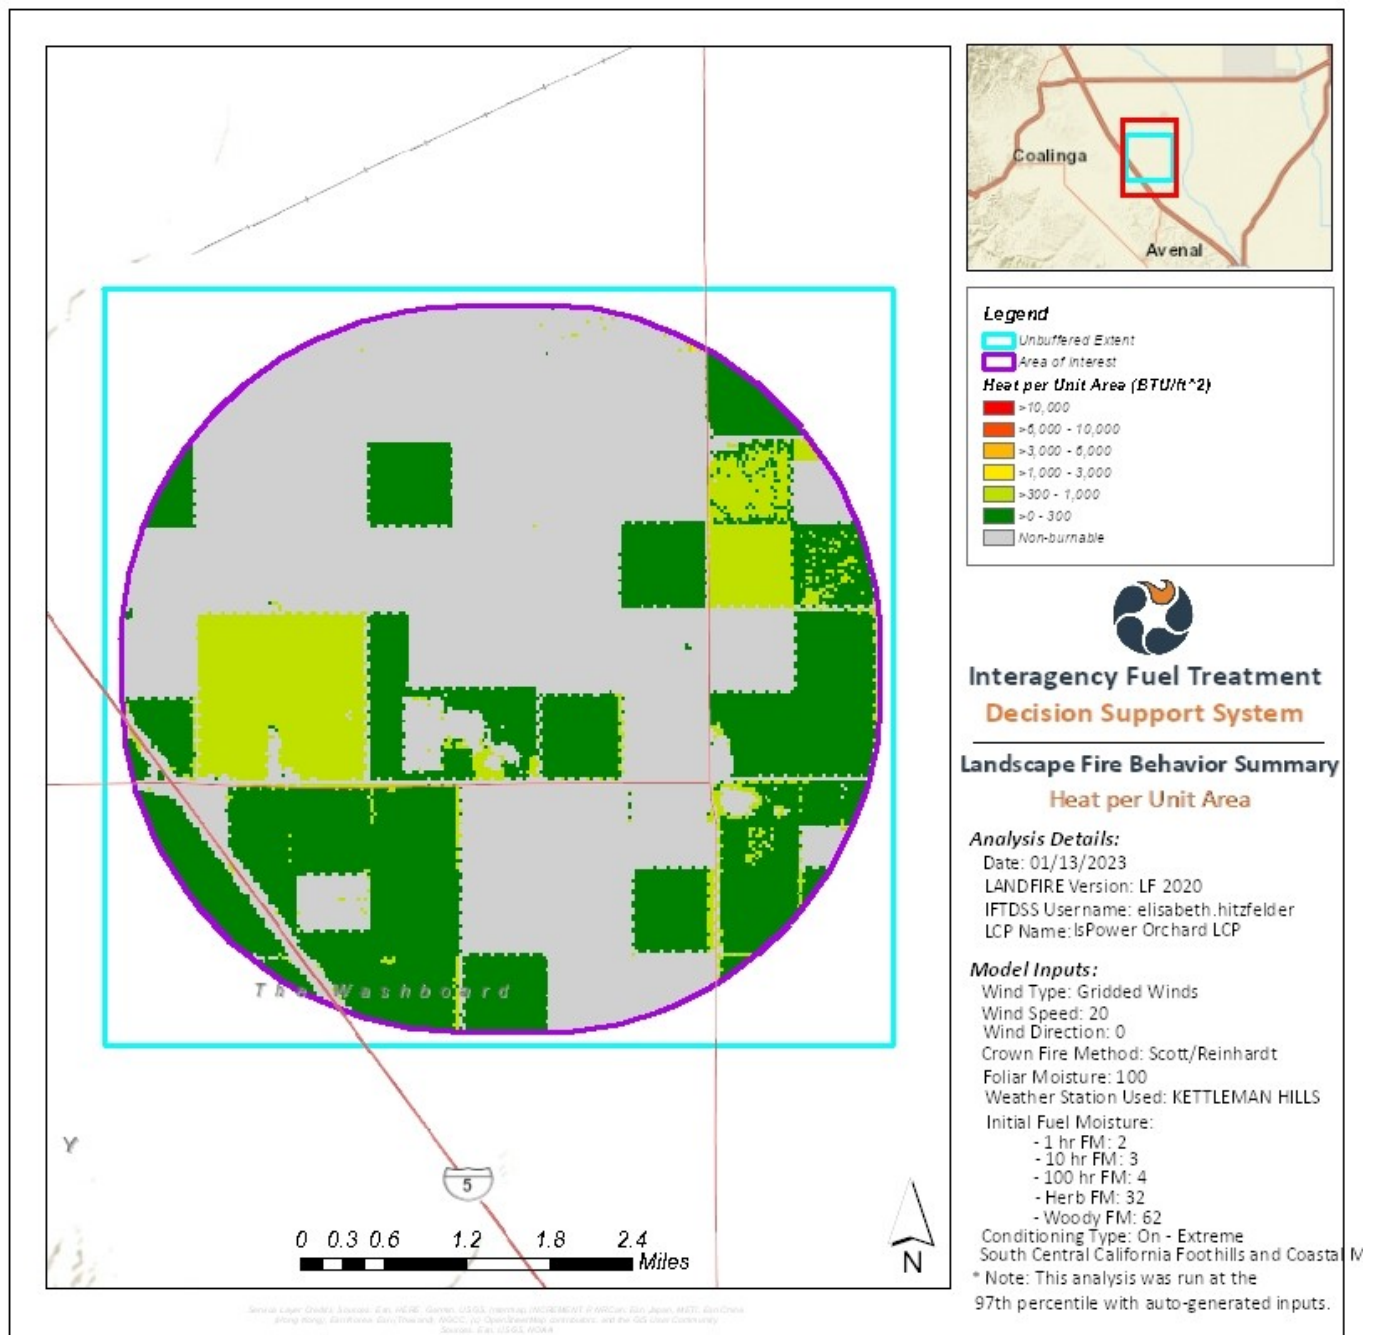 Coalinga
Avenal
Legend
Unbuffered Extent
Area of Interest
Heat per Unit Area (BTU/ft^2)
>10,000
>6,000 - 10,000
>3,000 - 6,000
>1,000 - 3,000
>300 - 1,000
>0 - 300
Non-burnable
Interagency Fuel Treatment
Decision Support System
Landscape Fire Behavior Summary
Heat per Unit Area
Analysis Details:
Date: 01/13/2023
LANDFIRE Version: LF 2020
IFTDSS Username: elisabeth.hitzfelder
LCP Name: IsPower Orchard LCP
Model Inputs:
Wind Type: Gridded Winds
Wind Speed: 20
Wind Direction: 0
Crown Fire Method: Scott/Reinhardt
Foliar Moisture: 100
Weather Station Used: KETTLEMAN HILLS
Initial Fuel Moisture:
- 1 hr FM: 2
- 10 hr FM: 3
- 100 hr FM: 4
- Herb FM: 32
- Woody FM: 62
Conditioning Type: On - Extreme
South Central California Foothills and Coastal M
* Note: This analysis was run at the
97th percentile with auto-generated inputs.
The Washboard
Y
5
0 0.3 0.6 1.2 1.8 2.4
Miles
N
Sources: Esri, USGS, NOAA